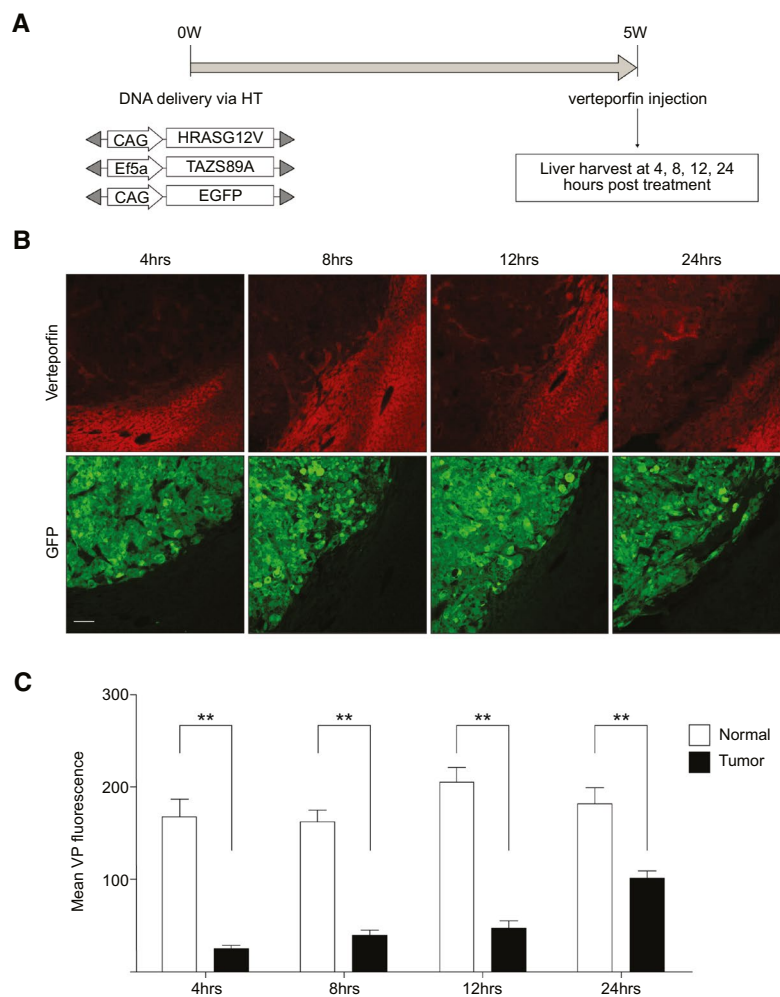 A
0W
5W
DNA delivery via HT
verteporfin injection
CAG HRASG12V
Ef5a TAZS89A
CAG EGFP
Liver harvest at 4, 8, 12, 24
hours post treatment
B
4hrs 8hrs 12hrs 24hrs
Verteporfin
GFP
C
Mean VP fluorescence
300
200
100
** ** ** **
Normal
Tumor
4hrs 8hrs 12hrs 24hrs